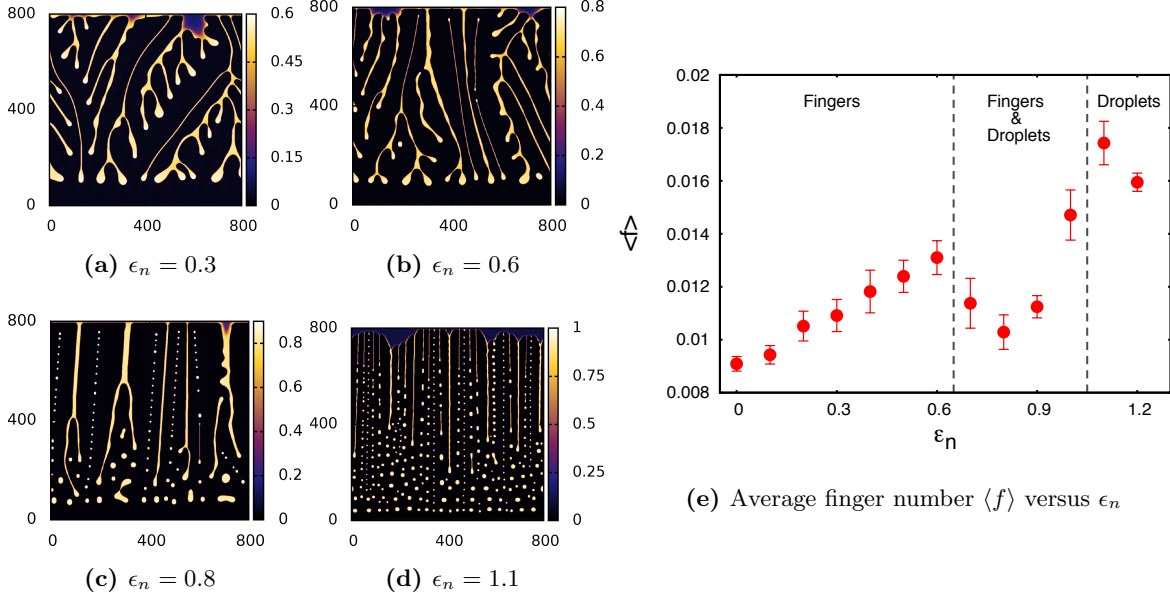 800
400
0
0 400 800
0.6
0.45
0.3
0.15
0
(a) ϵn = 0.3
800
400
0
0 400 800
0.8
0.6
0.4
0.2
0
(b) ϵn = 0.6
800
400
0
0 400 800
0.8
0.6
0.4
0.2
0
(c) ϵn = 0.8
800
400
0
0 400 800
1
0.75
0.5
0.25
0
(d) ϵn = 1.1
0.02
0.018
0.016
0.014
0.012
0.01
0.008
<f>
Fingers
Fingers
&
Droplets
Droplets
0 0.3 0.6 0.9 1.2
εn
(e) Average finger number ⟨f⟩ versus ϵn